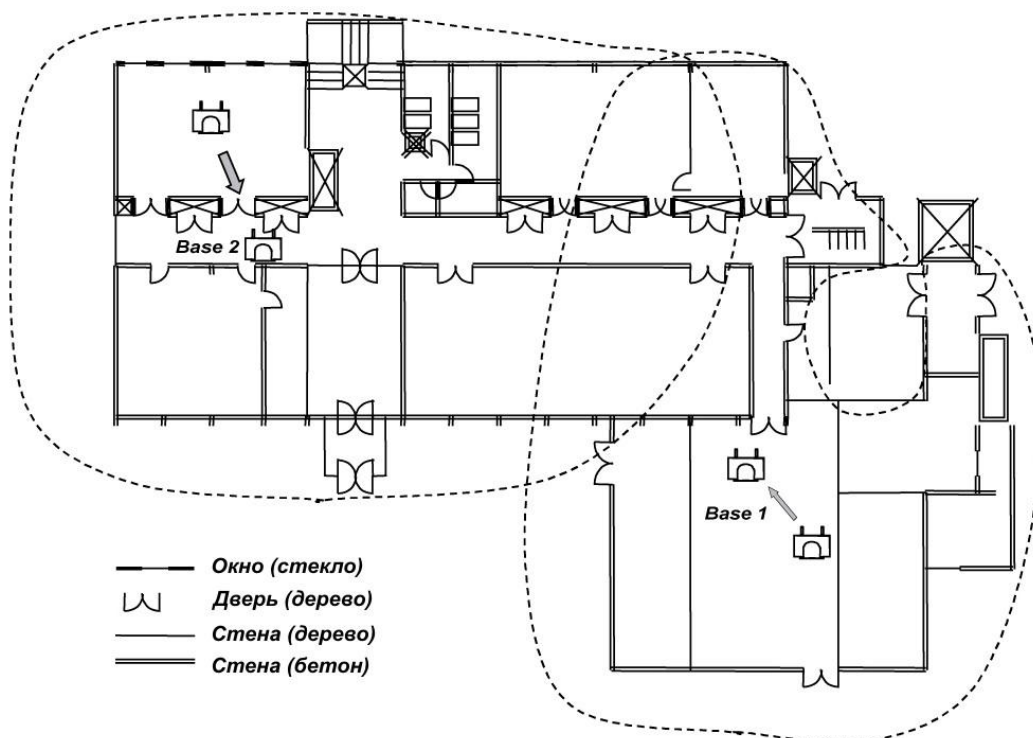 Base 2
Base 1
Окно (стекло)
Дверь (дерево)
Стена (дерево)
Стена (бетон)